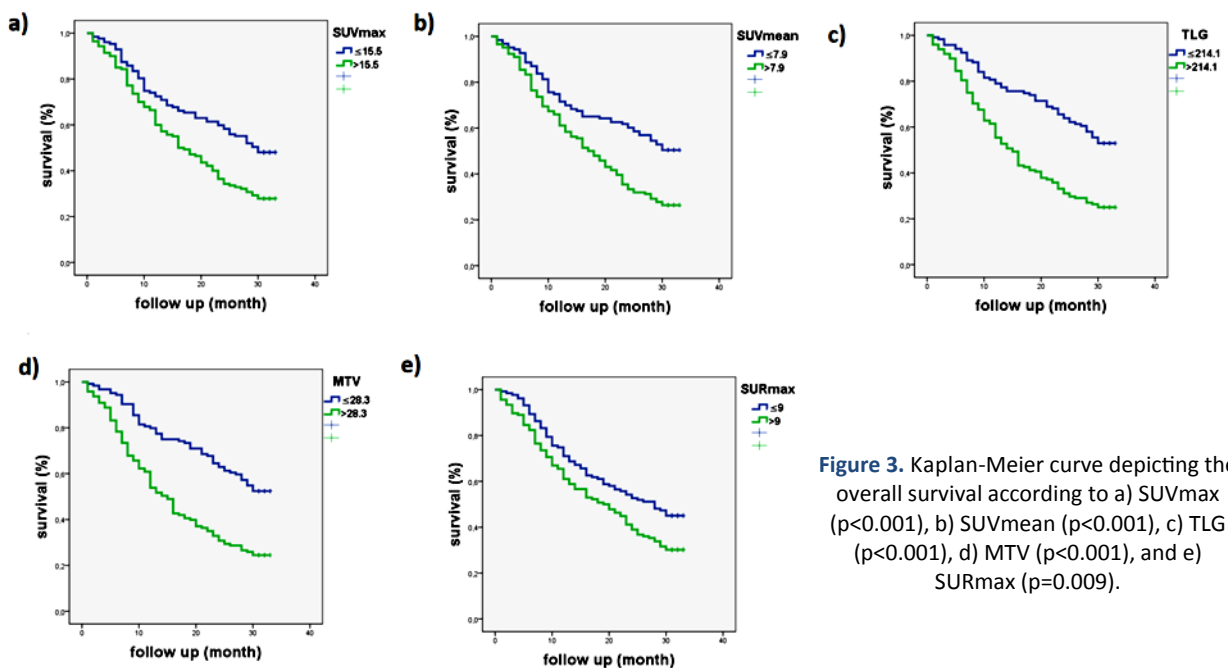 a)
SUVmax
≤15.5
>15.5
survival (%)
1,0
0,8
0,6
0,4
0,2
0,0
0 10 20 30 40
follow up (month)
b)
SUVmean
≤7.9
>7.9
survival (%)
1,0
0,8
0,6
0,4
0,2
0,0
0 10 20 30 40
follow up (month)
c)
TLG
≤214.1
>214.1
survival (%)
1,0
0,8
0,6
0,4
0,2
0,0
0 10 20 30 40
follow up (month)
d)
MTV
≤28.3
>28.3
survival (%)
1,0
0,8
0,6
0,4
0,2
0,0
0 10 20 30 40
follow up (month)
e)
SURmax
≤9
>9
survival (%)
1,0
0,8
0,6
0,4
0,2
0,0
0 10 20 30 40
follow up (month)
Figure 3. Kaplan-Meier curve depicting the
overall survival according to a) SUVmax
(p<0.001), b) SUVmean (p<0.001), c) TLG
(p<0.001), d) MTV (p<0.001), and e)
SURmax (p=0.009).